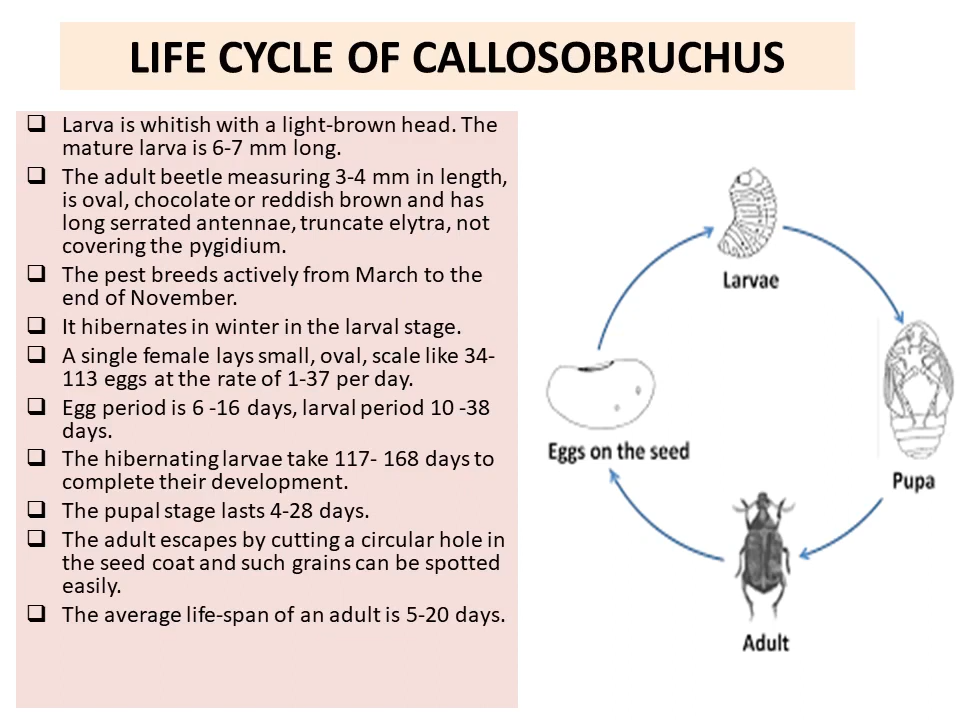 LIFE CYCLE OF CALLOSOBRUCHUS
Larva is whitish with a light-brown head. The
mature larva is 6-7 mm long.
The adult beetle measuring 3-4 mm in length,
is oval, chocolate or reddish brown and has
long serrated antennae, truncate elytra, not
covering the pygidium.
The pest breeds actively from March to the
end of November.
It hibernates in winter in the larval stage.
A single female lays small, oval, scale like 34-
113 eggs at the rate of 1-37 per day.
Egg period is 6 -16 days, larval period 10 -38
days.
The hibernating larvae take 117- 168 days to
complete their development.
The pupal stage lasts 4-28 days.
The adult escapes by cutting a circular hole in
the seed coat and such grains can be spotted
easily.
The average life-span of an adult is 5-20 days.
Larvae
Eggs on the seed
Pupa
Adult